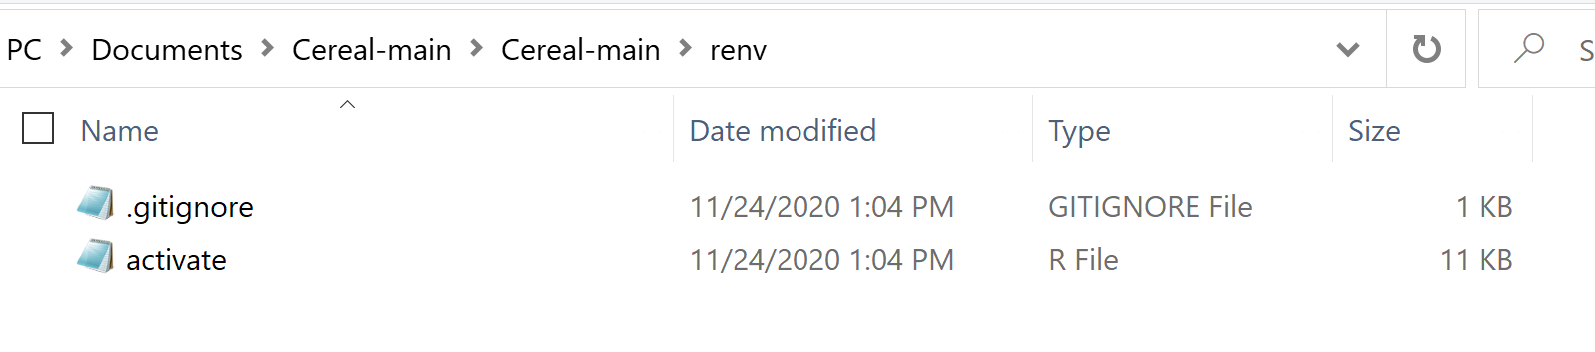 PC > Documents > Cereal-main > Cereal-main > renv S
Name Date modified Type Size
.gitignore 11/24/2020 1:04 PM GITIGNORE File 1 KB
activate 11/24/2020 1:04 PM R File 11 KB